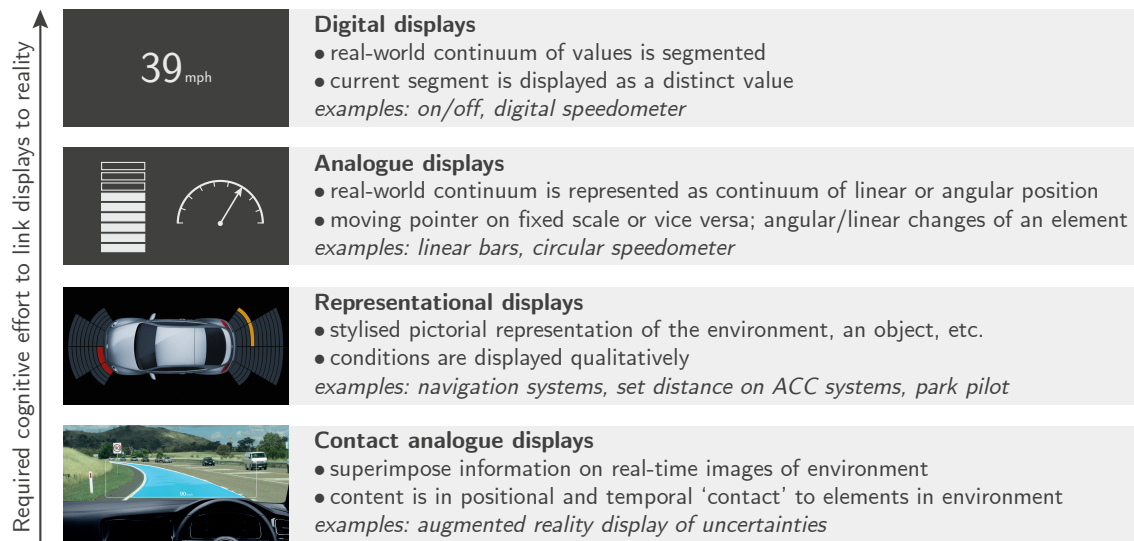 Required cognitive effort to link displays to reality
39 mph
Digital displays
• real-world continuum of values is segmented
• current segment is displayed as a distinct value
examples: on/off, digital speedometer
Analogue displays
• real-world continuum is represented as continuum of linear or angular position
• moving pointer on fixed scale or vice versa; angular/linear changes of an element
examples: linear bars, circular speedometer
Representational displays
• stylised pictorial representation of the environment, an object, etc.
• conditions are displayed qualitatively
examples: navigation systems, set distance on ACC systems, park pilot
Contact analogue displays
• superimpose information on real-time images of environment
• content is in positional and temporal ‘contact’ to elements in environment
examples: augmented reality display of uncertainties